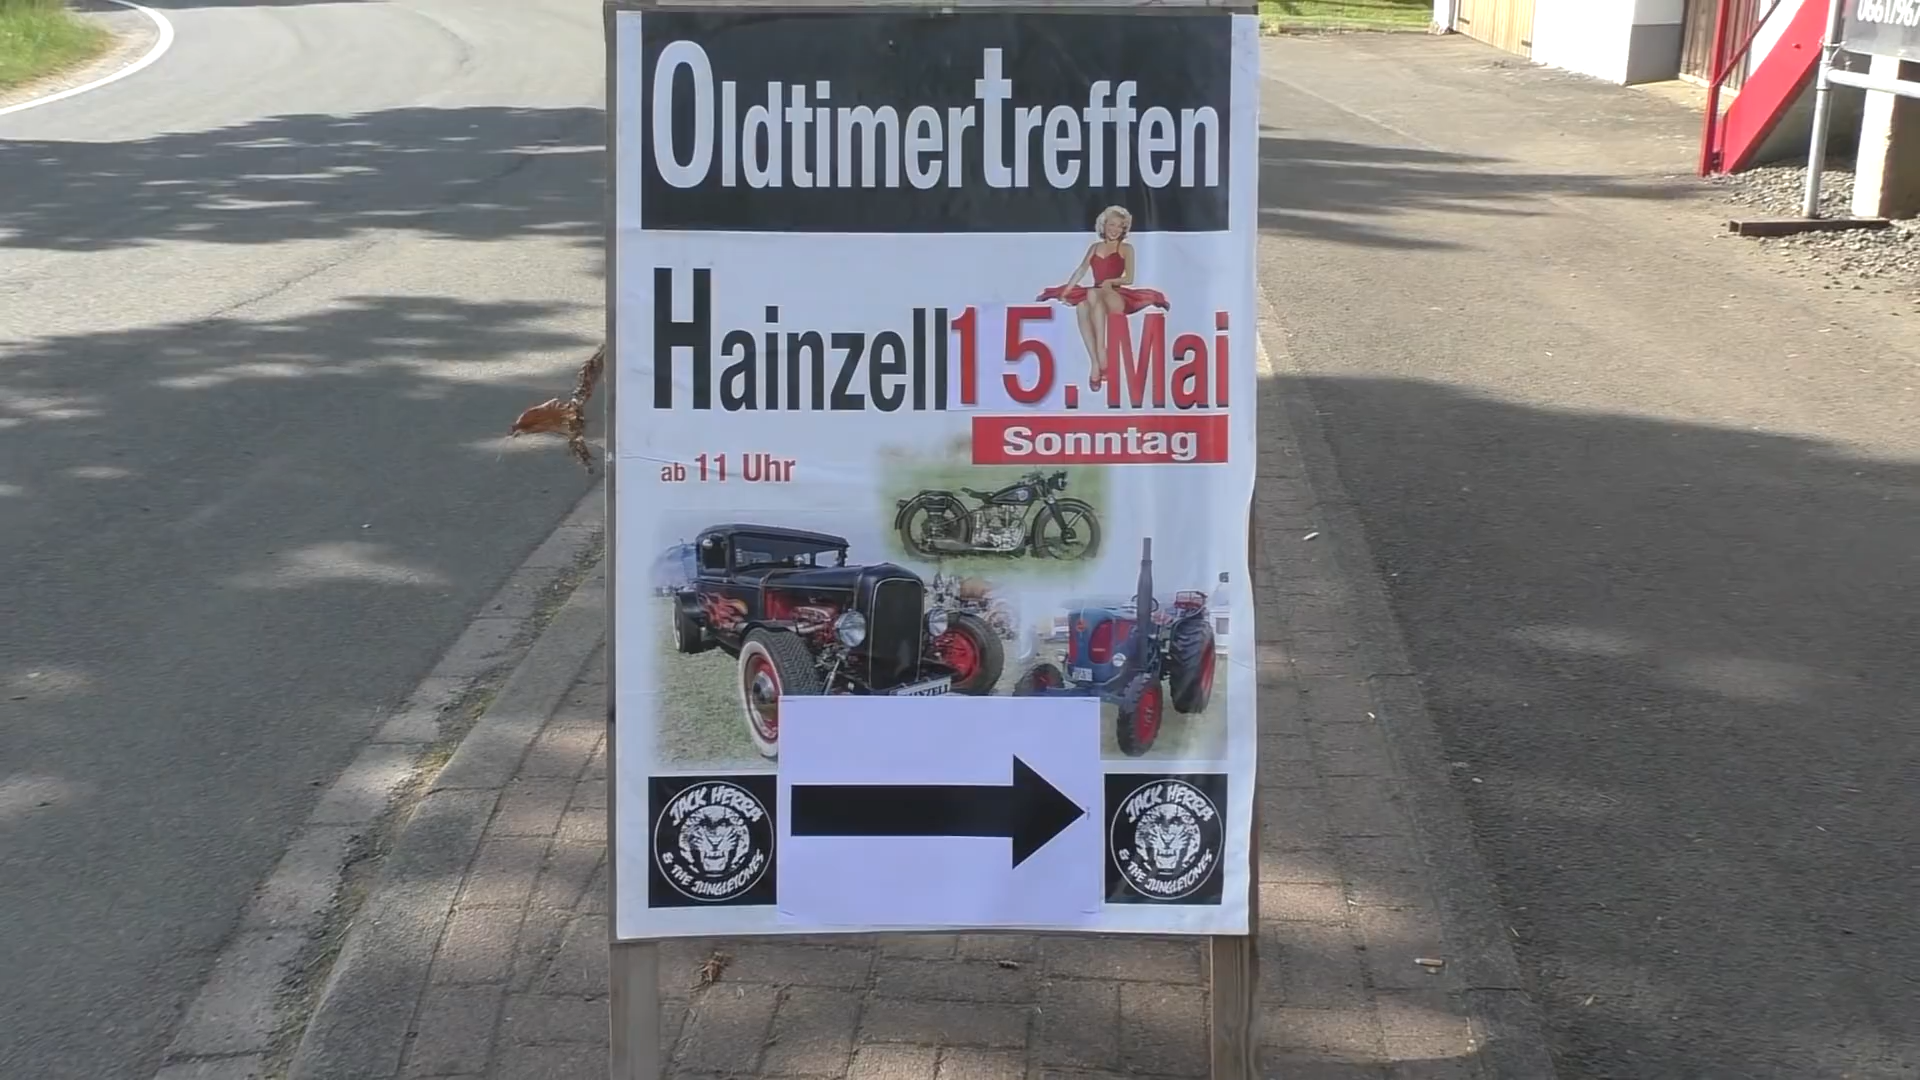 Oldtimertreffen
Hainzell 15. Mai
Sonntag
ab 11 Uhr
JACK HERRA
& THE JUNGLETONES
JACK HERRA
& THE JUNGLETONES